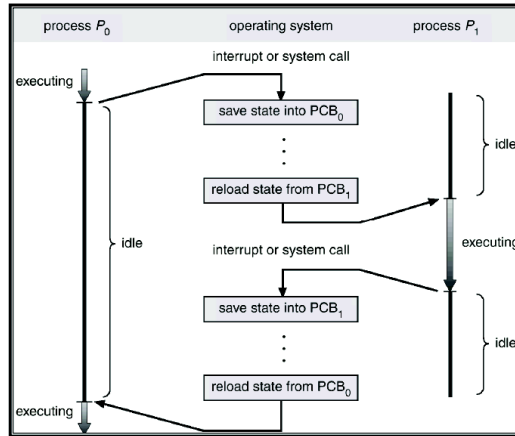 process P0 operating system process P1
interrupt or system call
executing
save state into PCB0
idle
reload state from PCB1
idle
interrupt or system call
executing
save state into PCB1
idle
reload state from PCB0
executing